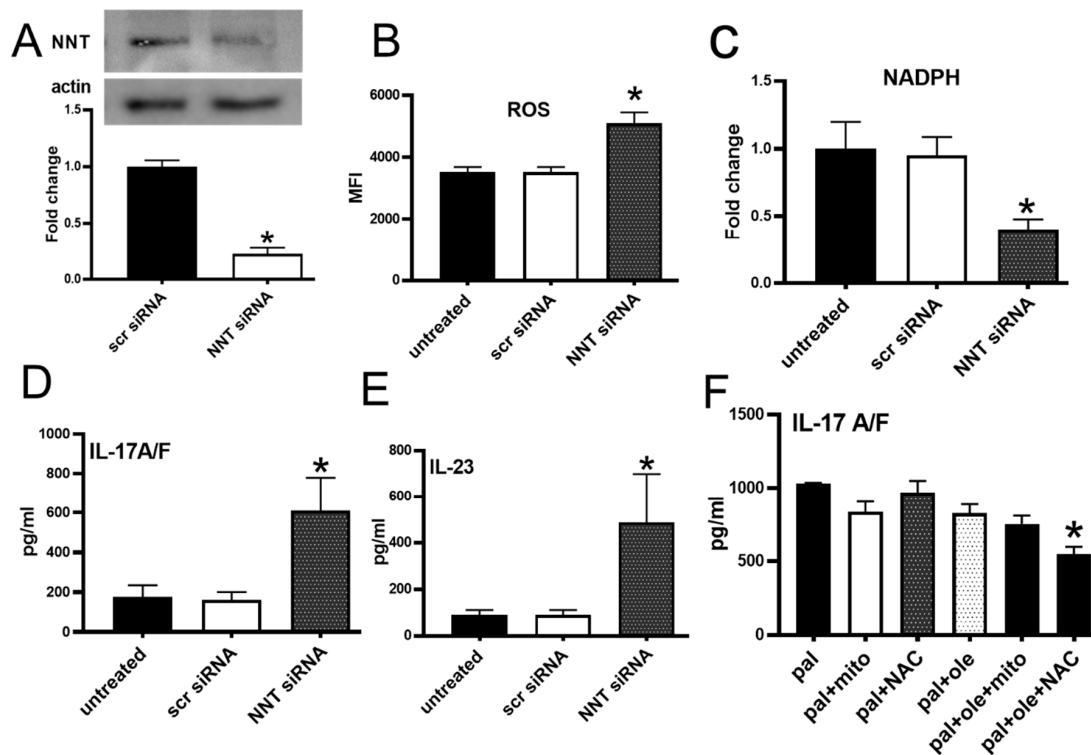 A
NNT
actin
1.5
1.0
0.5
0.0
Fold change
*
scr siRNA
NNT siRNA
B
ROS
6000
4000
2000
0
MFI
*
untreated
scr siRNA
NNT siRNA
C
NADPH
1.5
1.0
0.5
0.0
Fold change
*
untreated
scr siRNA
NNT siRNA
D
IL-17A/F
1000
800
600
400
200
0
pg/ml
*
untreated
scr siRNA
NNT siRNA
E
IL-23
800
600
400
200
0
pg/ml
*
untreated
scr siRNA
NNT siRNA
F
IL-17 A/F
1500
1000
500
0
pg/ml
*
pal
pal+mito
pal+NAC
pal+ole
pal+ole+mito
pal+ole+NAC